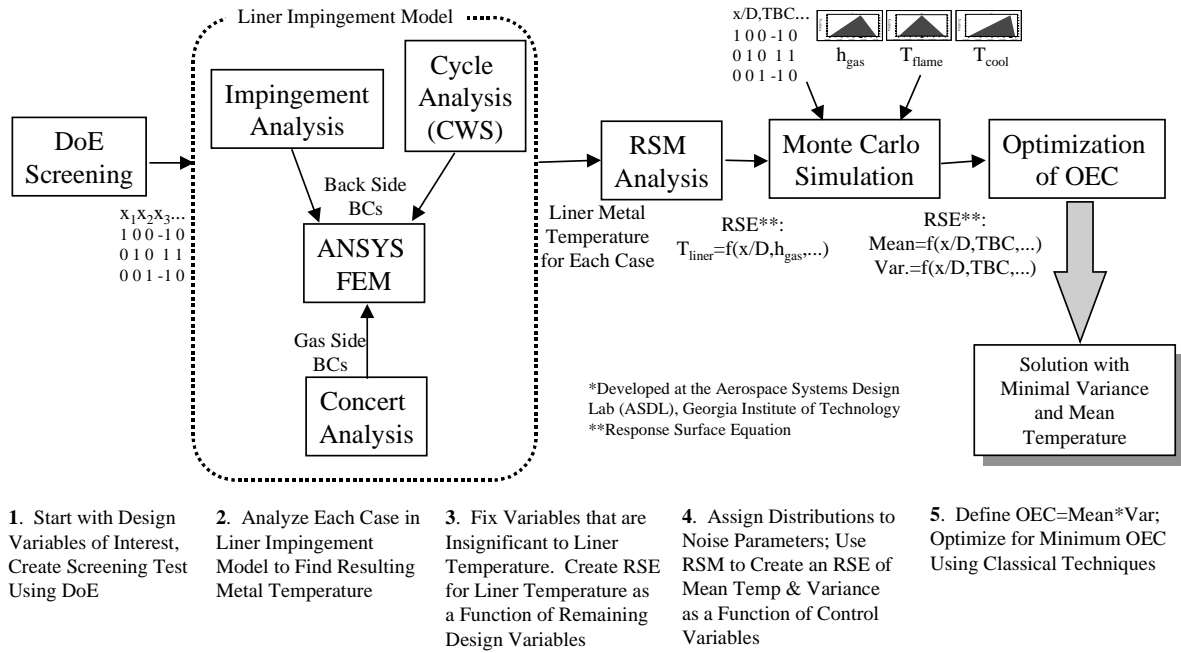 Liner Impingement Model
DoE
Screening
x1x2x3...
1 0 0 -1 0
0 1 0 1 1
0 0 1 -1 0
Impingement
Analysis
Cycle
Analysis
(CWS)
Back Side
BCs
ANSYS
FEM
Gas Side
BCs
Concert
Analysis
RSM
Analysis
Liner Metal
Temperature
for Each Case
x/D,TBC...
1 0 0 -1 0
0 1 0 1 1
0 0 1 -1 0
hgas
Tflame
Tcool
Monte Carlo
Simulation
RSE**:
Tliner=f(x/D,hgas,...)
Optimization
of OEC
RSE**:
Mean=f(x/D,TBC,...)
Var.=f(x/D,TBC,...)
Solution with
Minimal Variance
and Mean
Temperature
*Developed at the Aerospace Systems Design
Lab (ASDL), Georgia Institute of Technology
**Response Surface Equation
1. Start with Design
Variables of Interest,
Create Screening Test
Using DoE
2. Analyze Each Case in
Liner Impingement
Model to Find Resulting
Metal Temperature
3. Fix Variables that are
Insignificant to Liner
Temperature. Create RSE
for Liner Temperature as
a Function of Remaining
Design Variables
4. Assign Distributions to
Noise Parameters; Use
RSM to Create an RSE of
Mean Temp & Variance
as a Function of Control
Variables
5. Define OEC=Mean*Var;
Optimize for Minimum OEC
Using Classical Techniques